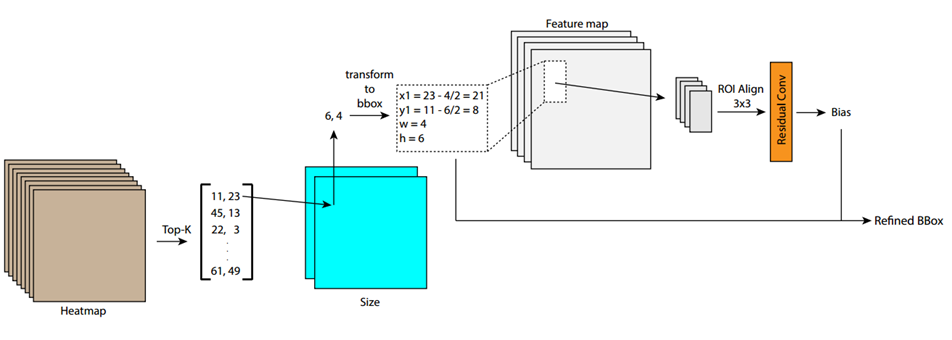 Heatmap
Top-K
11, 23
45, 13
22, 3
.
.
.
61, 49
Size
6, 4
transform
to
bbox
x1 = 23 - 4/2 = 21
y1 = 11 - 6/2 = 8
w = 4
h = 6
Feature map
ROI Align
3x3
Residual Conv
Bias
Refined BBox